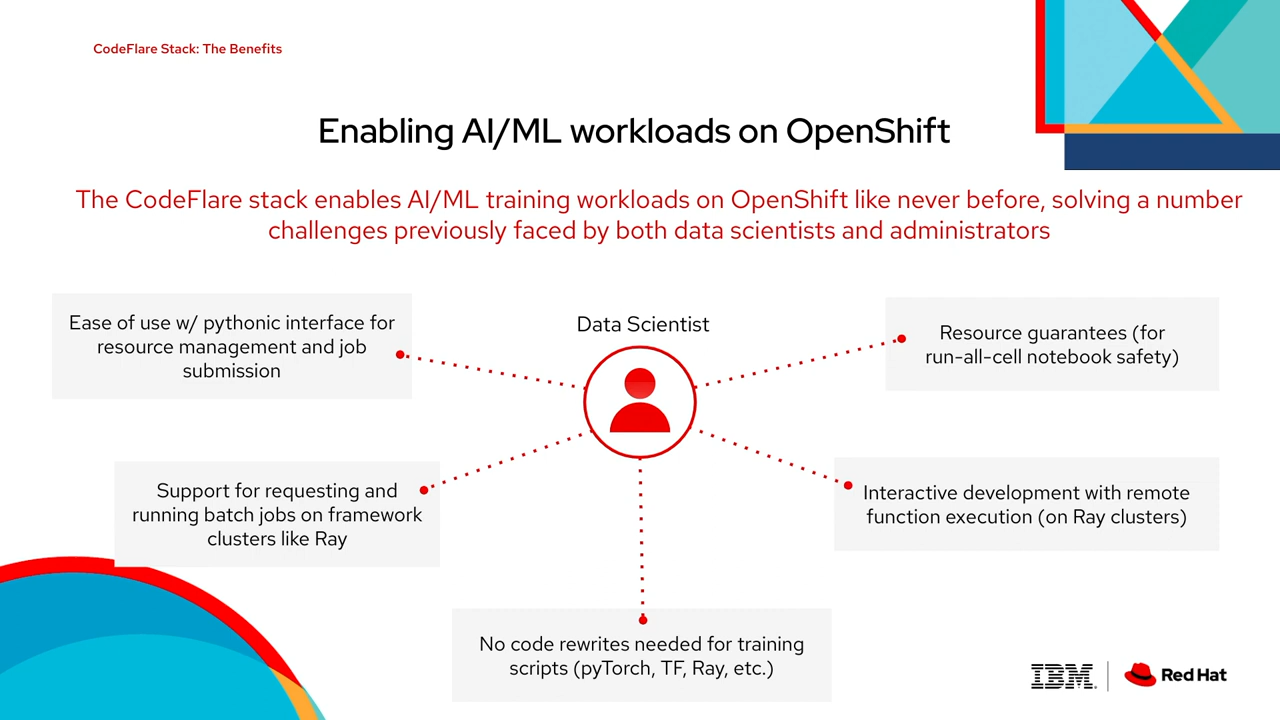 CodeFlare Stack: The Benefits
Enabling AI/ML workloads on OpenShift
The CodeFlare stack enables AI/ML training workloads on OpenShift like never before, solving a number
challenges previously faced by both data scientists and administrators
Ease of use w/ pythonic interface for
resource management and job
submission
Data Scientist
Resource guarantees (for
run-all-cell notebook safety)
Support for requesting and
running batch jobs on framework
clusters like Ray
Interactive development with remote
function execution (on Ray clusters)
No code rewrites needed for training
scripts (pyTorch, TF, Ray, etc.)
IBM.
Red Hat